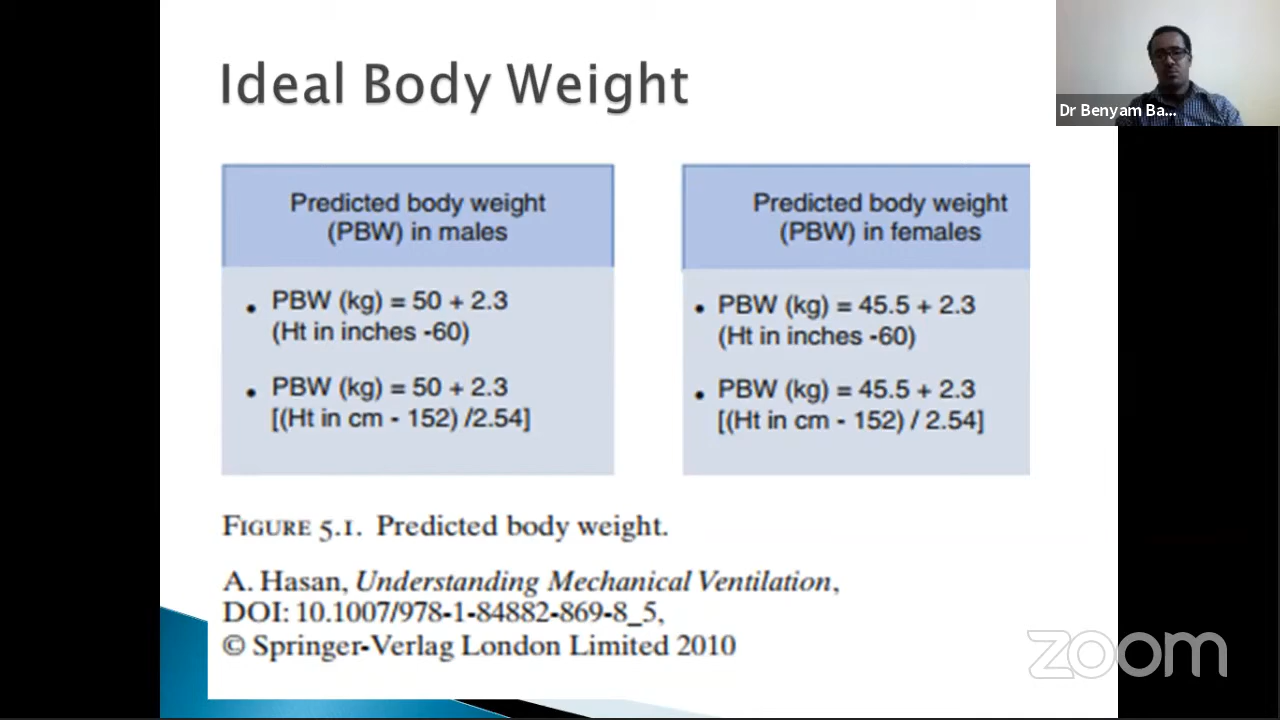 Ideal Body Weight
Dr Benyam Ba...
Predicted body weight
(PBW) in males
• PBW (kg) = 50 + 2.3
(Ht in inches -60)
• PBW (kg) = 50 + 2.3
[(Ht in cm - 152) /2.54]
Predicted body weight
(PBW) in females
• PBW (kg) = 45.5 + 2.3
(Ht in inches -60)
• PBW (kg) = 45.5 + 2.3
[(Ht in cm - 152) / 2.54]
FIGURE 5.1. Predicted body weight.
A. Hasan, Understanding Mechanical Ventilation,
DOI: 10.1007/978-1-84882-869-8_5,
© Springer-Verlag London Limited 2010
zoom